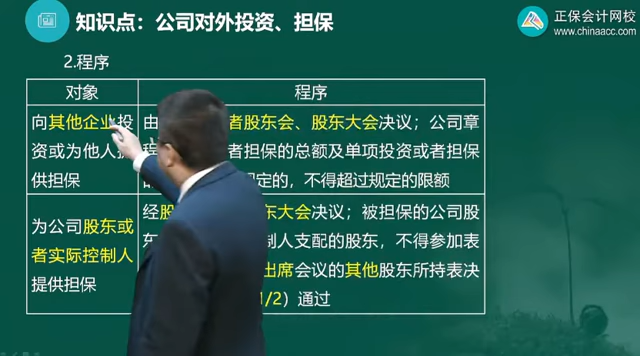 知识点：公司对外投资、担保
正保会计网校
www.chinaacc.com
2.程序
对象
程序
向其他企业投
资或为他人
供担保
由
者股东会、股东大会决议；公司章
者担保的总额及单项投资或者担保
规定的，不得超过规定的限额
为公司股东或
者实际控制人
提供担保
经股
大会决议；被担保的公司股
东
制人支配的股东，不得参加表
出席会议的其他股东所持表决
1/2）通过